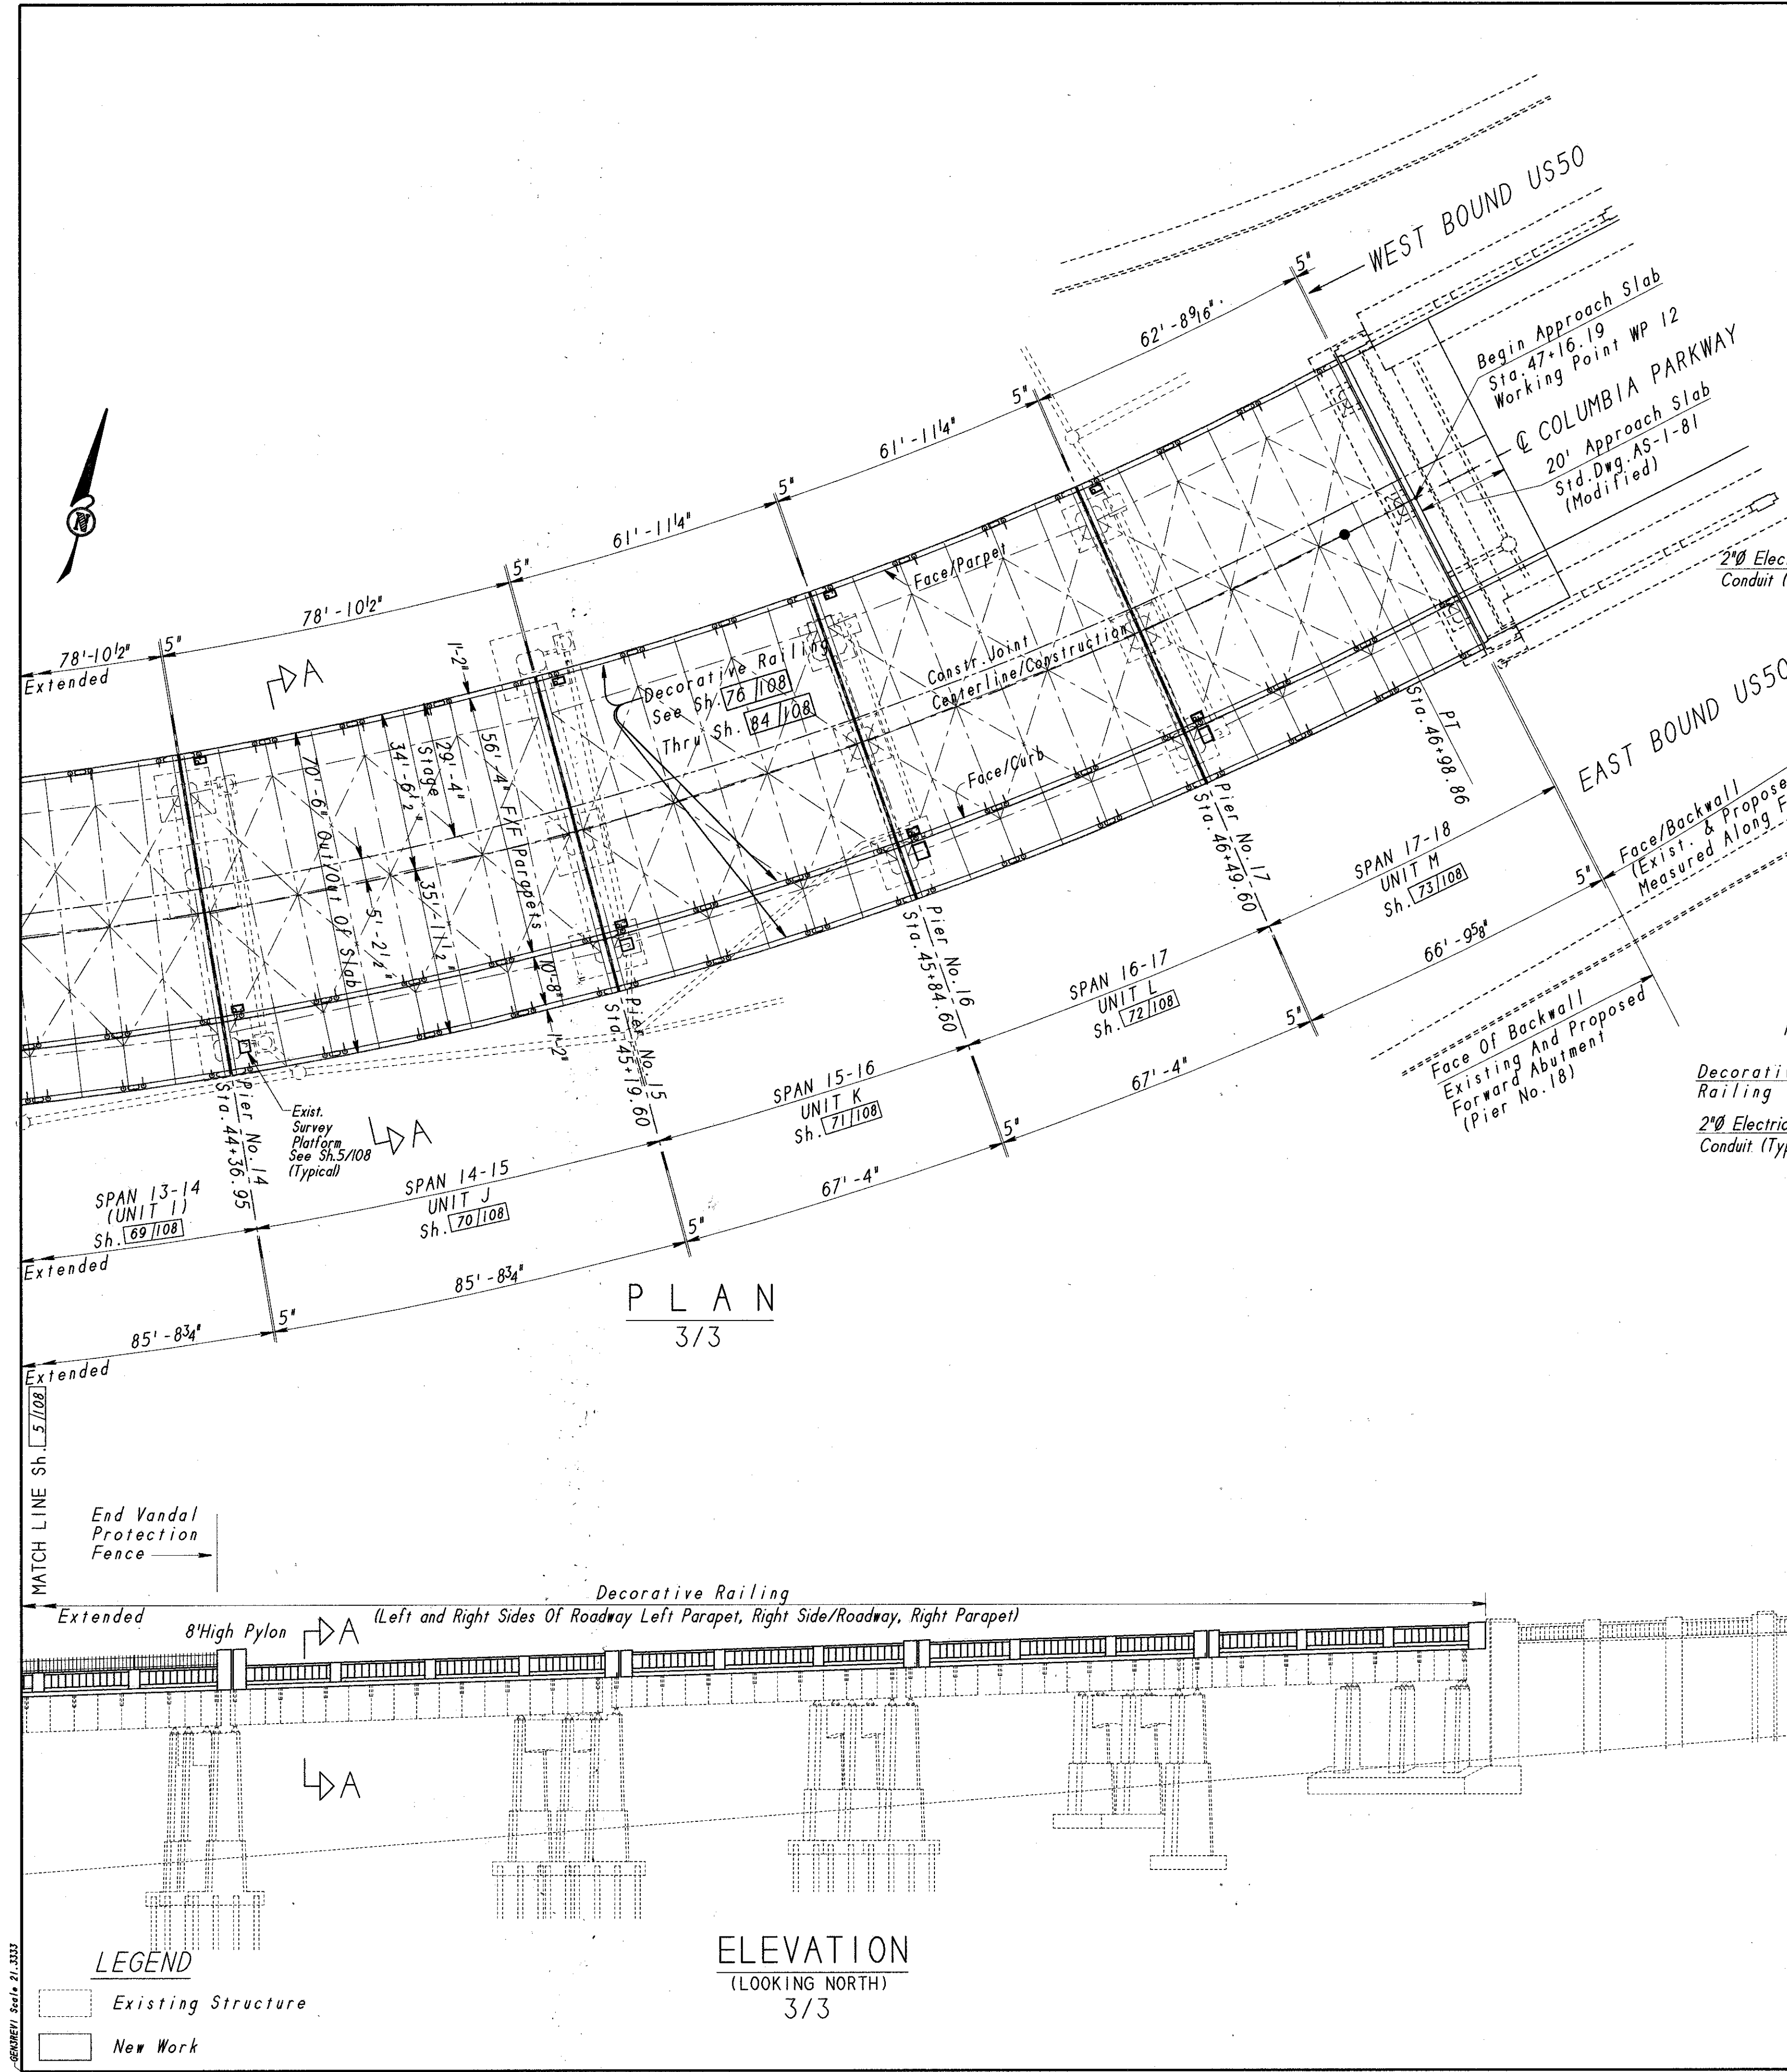 WEST BOUND US50
5"
62'-8 9/16"
Begin Approach Slab
Sta. 47+16.19
Working Point WP 12
℄ COLUMBIA PARKWAY
20' Approach Slab
Std. Dwg. AS-1-81
(Modified)
5"
61'-11 1/4"
5"
61'-11 1/4"
5"
78'-10 1/2"
5"
78'-10 1/2"
Extended
N
A
1'-2"
Face/Parpet
Constr. Joint
Centerline/Construction
Decorative Railing
See Sh. 76/108
Thru Sh. 84/108
Face/Curb
70'-6" Out/Out Of Slab
34'-6 1/2"
Stage
29'-4"
56'-4" F/F Parapets
5'-2 1/2"
35'-11 1/2"
10'-8"
1'-2"
2"Ø Elec
Conduit (
EAST BOUND US50
PT
Sta. 46+98.86
Pier No. 17
Sta. 46+49.60
Pier No. 16
Sta. 45+84.60
Pier No. 15
Sta. 45+19.60
Pier No. 14
Sta. 44+36.95
Exist.
Survey
Platform
See Sh.5/108
(Typical)
A
SPAN 17-18
UNIT M
Sh. 73/108
SPAN 16-17
UNIT L
Sh. 72/108
SPAN 15-16
UNIT K
Sh. 71/108
SPAN 14-15
UNIT J
Sh. 70/108
SPAN 13-14
(UNIT I)
Sh. 69/108
Extended
5"
66'-9 5/8"
5"
67'-4"
5"
67'-4"
5"
85'-8 3/4"
5"
85'-8 3/4"
Extended
Face/Backwall
(Exist. & Propose
Measured Along F
Face Of Backwall
Existing And Proposed
Forward Abutment
(Pier No. 18)
Decorati
Railing
2"Ø Electric
Conduit (Typ
PLAN
3/3
MATCH LINE Sh. 5/108
End Vandal
Protection
Fence
Decorative Railing
Extended
(Left and Right Sides Of Roadway Left Parapet, Right Side/Roadway, Right Parapet)
8'High Pylon
A
A
ELEVATION
(LOOKING NORTH)
3/3
LEGEND
Existing Structure
New Work
GEN3REV1 Scale 21.3333